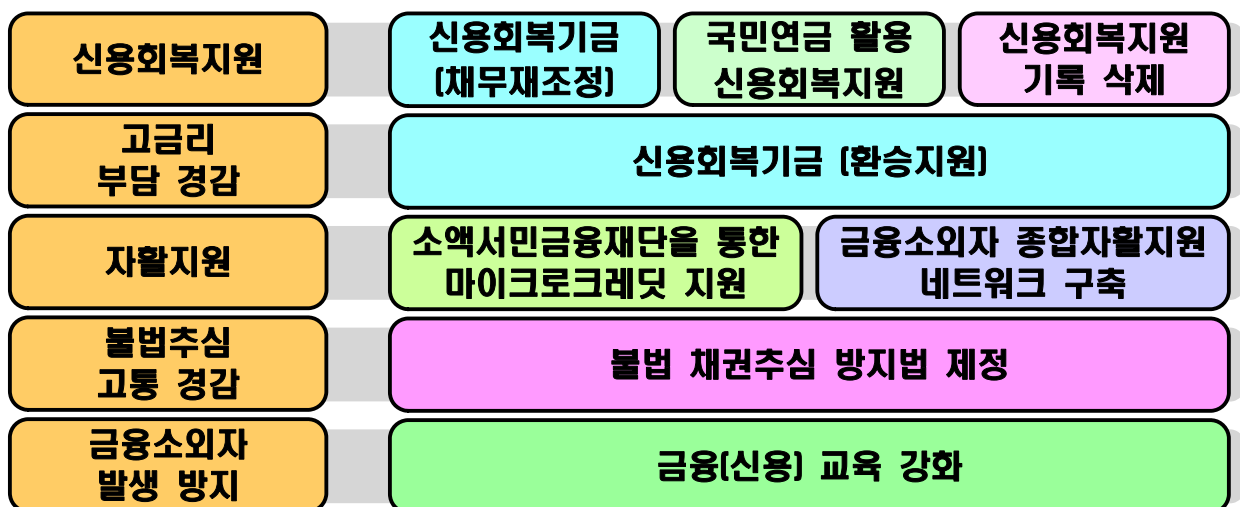 신용회복지원
신용회복기금
(채무재조정)
국민연금 활용
신용회복지원
신용회복지원
기록 삭제
고금리
부담 경감
신용회복기금 (환승지원)
자활지원
소액서민금융재단을 통한
마이크로크레딧 지원
금융소외자 종합자활지원
네트워크 구축
불법추심
고통 경감
불법 채권추심 방지법 제정
금융소외자
발생 방지
금융(신용) 교육 강화